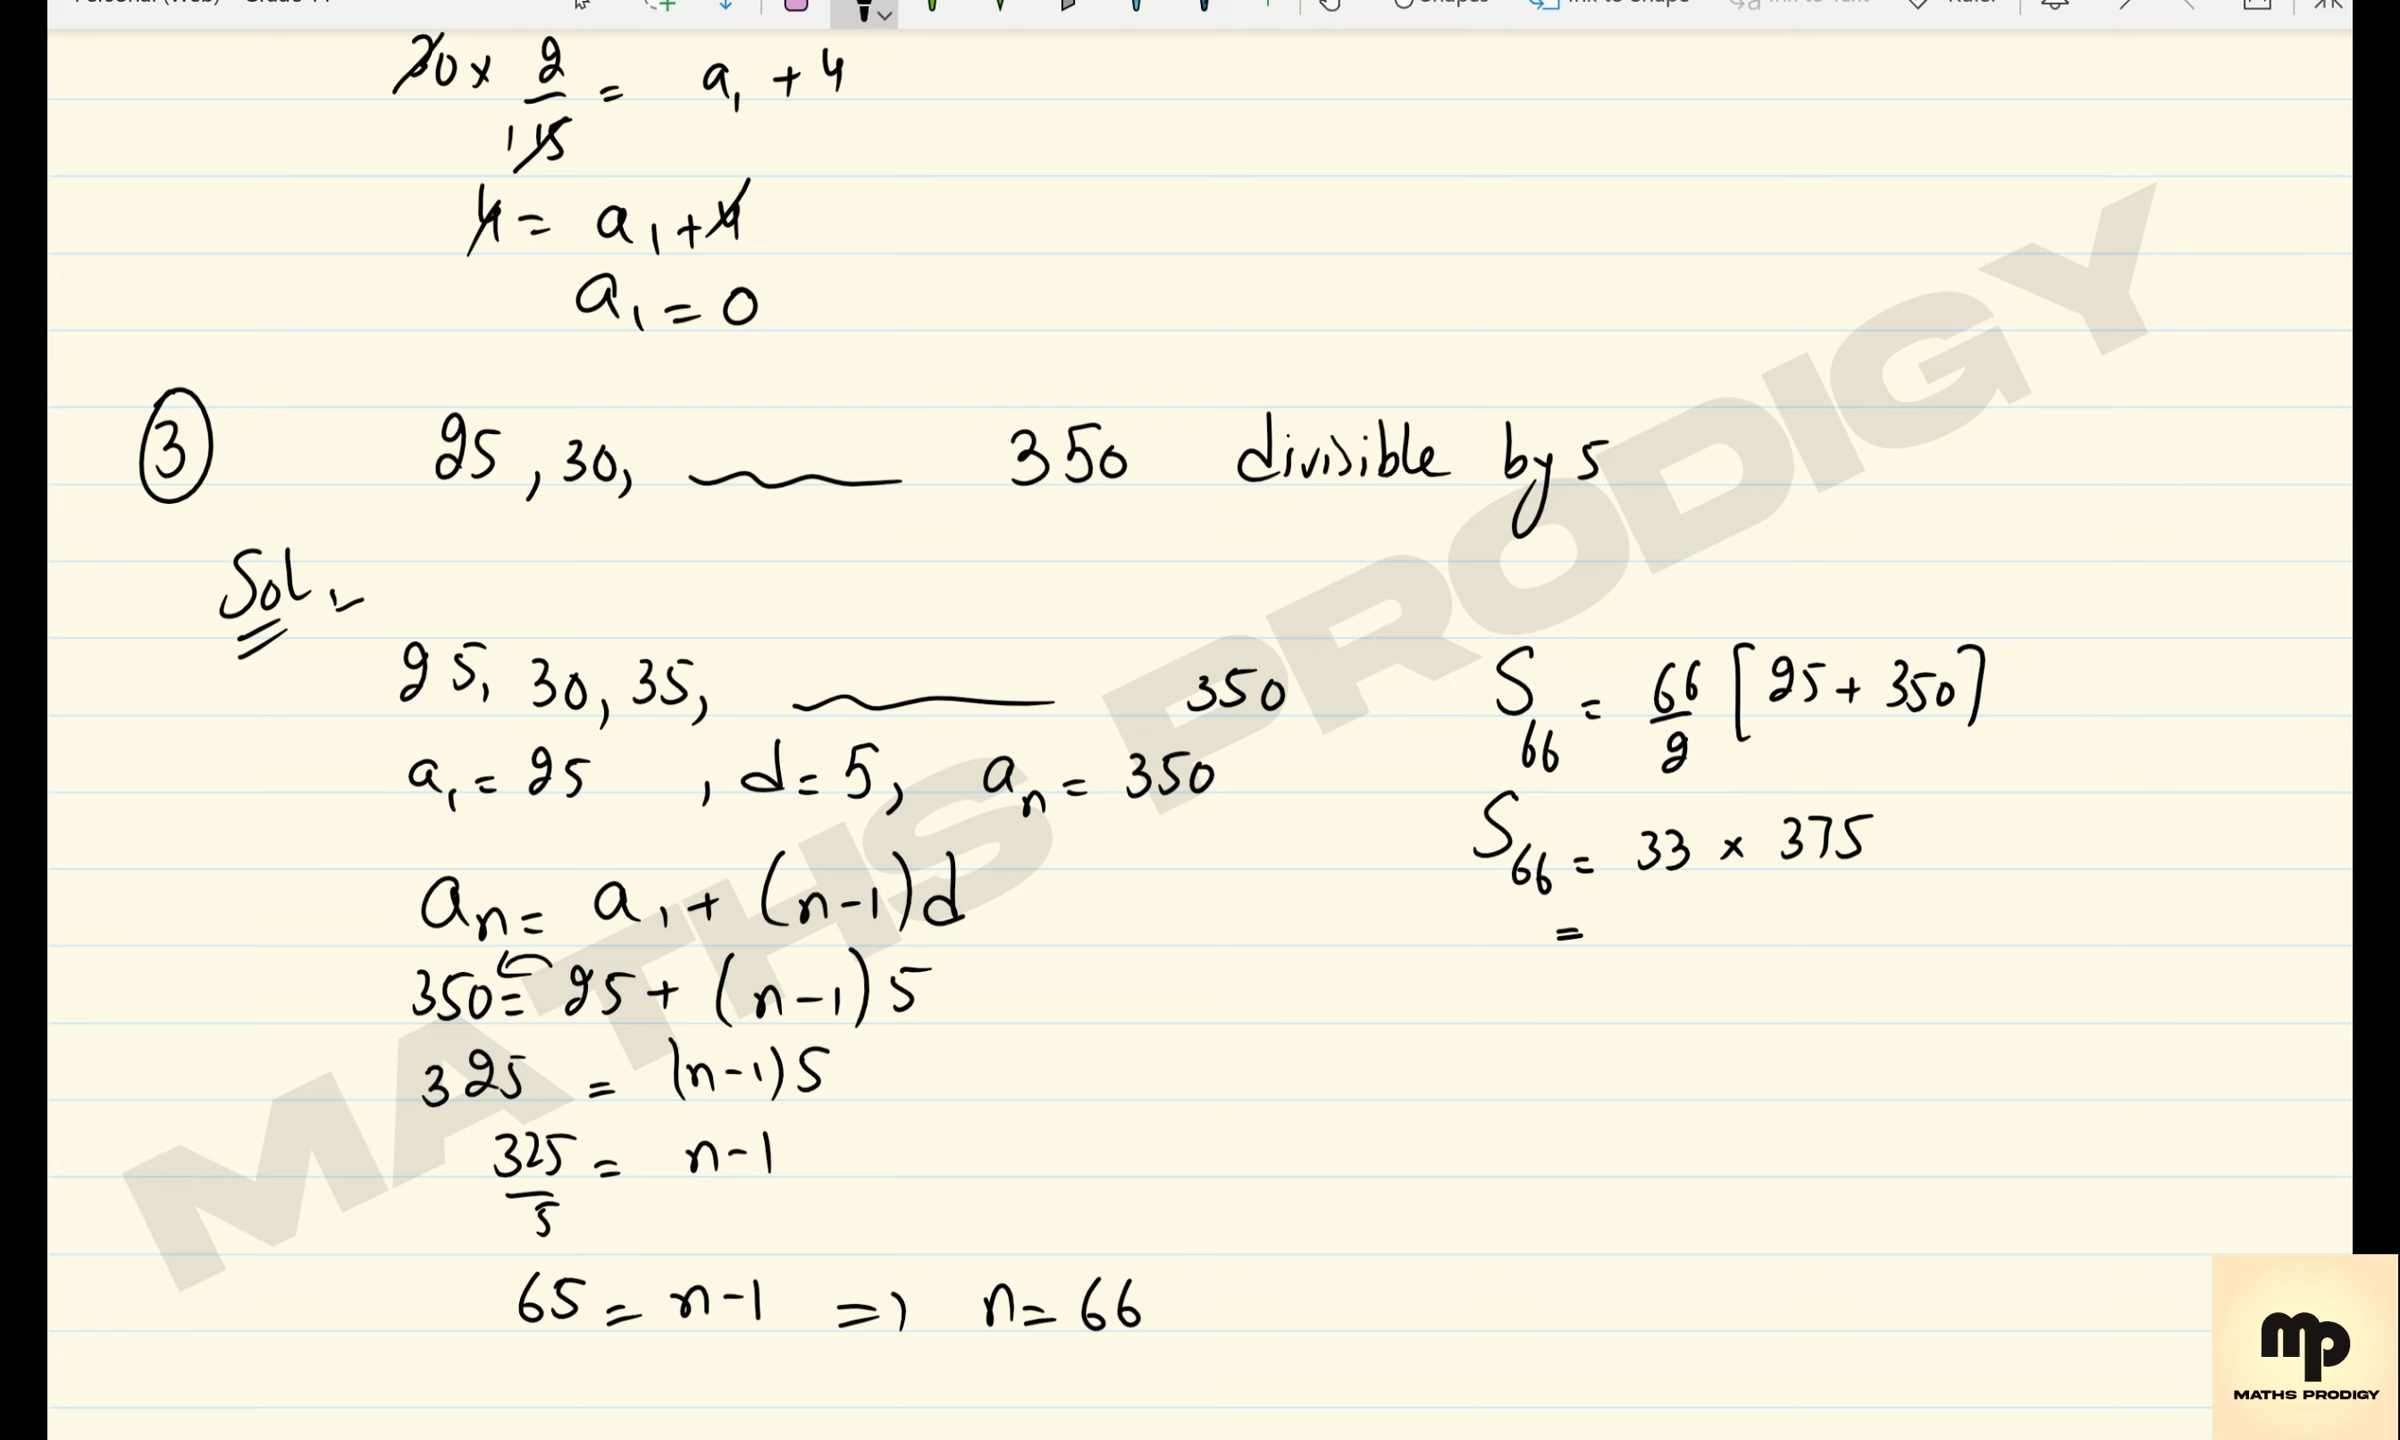 20 × 2/15 = a₁ + 4
1
4 = a₁ + 4
a₁ = 0
③ 25, 30, 350 divisible by 5
Sol,
25, 30, 35, 350
a₁ = 25 , d = 5, aₙ = 350
aₙ = a₁ + (n-1)d
350 = 25 + (n-1)5
325 = (n-1)5
325/5 = n-1
65 = n-1 => n = 66
S₆₆ = 66/2 [25 + 350]
S₆₆ = 33 × 375
=
MATHS PRODIGY
mp
MATHS PRODIGY